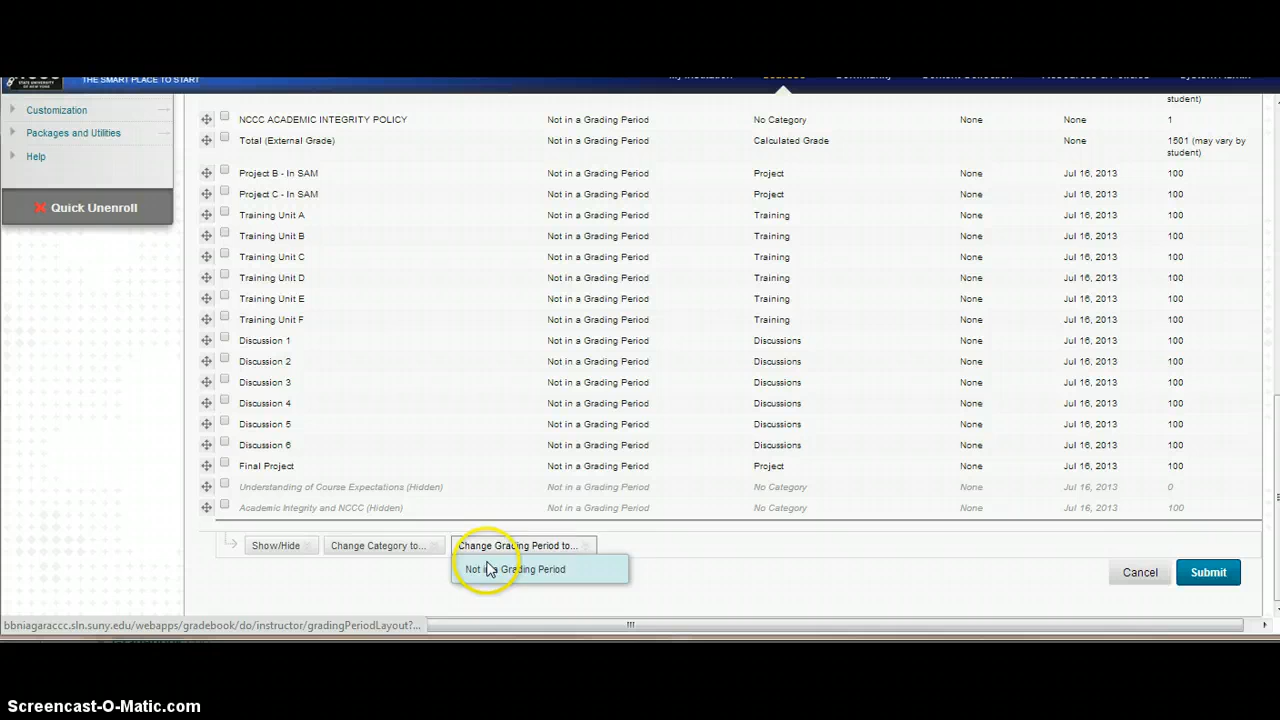 STATE UNIVERSITY
OF NEW YORK
THE SMART PLACE TO START
My Institution Courses Community Content Collection Resources & Policies System Admin
Customization
Packages and Utilities
Help
Quick Unenroll
student)
NCCC ACADEMIC INTEGRITY POLICY Not in a Grading Period No Category None None 1
Total (External Grade) Not in a Grading Period Calculated Grade None 1501 (may vary by
student)
Project B - In SAM Not in a Grading Period Project None Jul 16, 2013 100
Project C - In SAM Not in a Grading Period Project None Jul 16, 2013 100
Training Unit A Not in a Grading Period Training None Jul 16, 2013 100
Training Unit B Not in a Grading Period Training None Jul 16, 2013 100
Training Unit C Not in a Grading Period Training None Jul 16, 2013 100
Training Unit D Not in a Grading Period Training None Jul 16, 2013 100
Training Unit E Not in a Grading Period Training None Jul 16, 2013 100
Training Unit F Not in a Grading Period Training None Jul 16, 2013 100
Discussion 1 Not in a Grading Period Discussions None Jul 16, 2013 100
Discussion 2 Not in a Grading Period Discussions None Jul 16, 2013 100
Discussion 3 Not in a Grading Period Discussions None Jul 16, 2013 100
Discussion 4 Not in a Grading Period Discussions None Jul 16, 2013 100
Discussion 5 Not in a Grading Period Discussions None Jul 16, 2013 100
Discussion 6 Not in a Grading Period Discussions None Jul 16, 2013 100
Final Project Not in a Grading Period Project None Jul 16, 2013 100
Understanding of Course Expectations (Hidden) Not in a Grading Period No Category None Jul 16, 2013 0
Academic Integrity and NCCC (Hidden) Not in a Grading Period No Category None Jul 16, 2013 100
Show/Hide Change Category to... Change Grading Period to...
Not in a Grading Period
Cancel Submit
bbniagaraccc.sln.suny.edu/webapps/gradebook/do/instructor/gradingPeriodLayout?...
Screencast-O-Matic.com